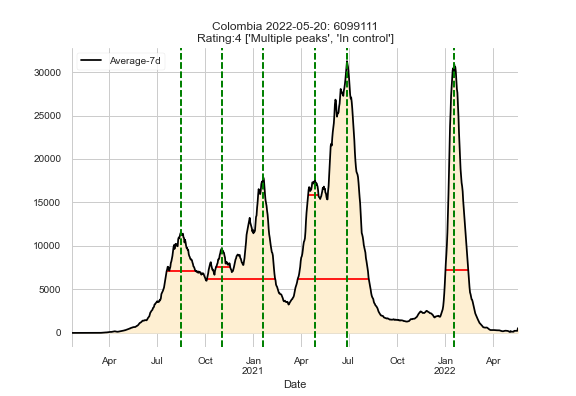 Colombia 2022-05-20: 6099111
Rating:4 ['Multiple peaks', 'In control']
Average-7d
30000
25000
20000
15000
10000
5000
0
Apr Jul Oct Jan Apr Jul Oct Jan Apr
2021 2022
Date